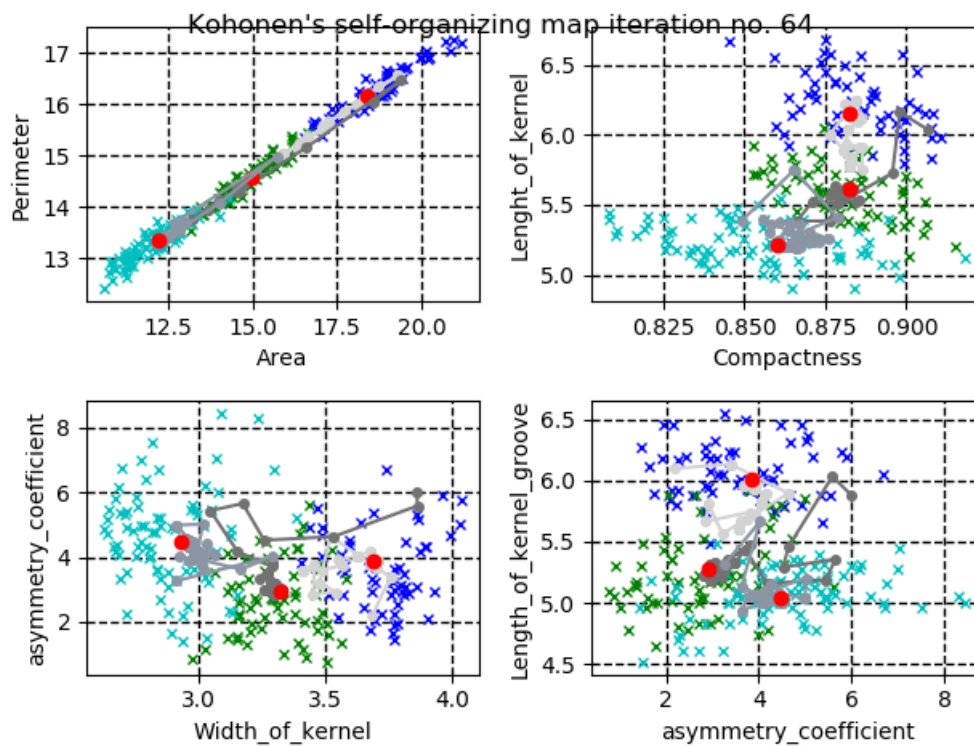 Kohonen's self-organizing map iteration no. 64
17
16
15
14
13
Perimeter
12.5 15.0 17.5 20.0
Area
6.5
6.0
5.5
5.0
Lenght_of_kernel
0.825 0.850 0.875 0.900
Compactness
8
6
4
2
asymmetry_coefficient
3.0 3.5 4.0
Width_of_kernel
6.5
6.0
5.5
5.0
4.5
Length_of_kernel_groove
2 4 6 8
asymmetry_coefficient